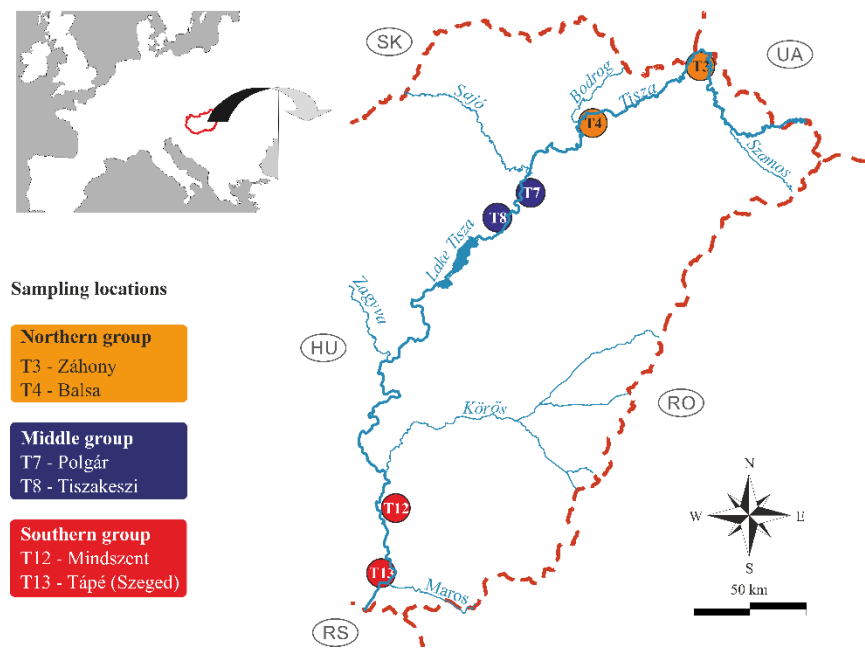 SK
UA
T3
Bodrog
Tisza
Sajó
T4
Szamos
T7
T8
Lake Tisza
Sampling locations
Zagyva
Northern group
T3 - Záhony
T4 - Balsa
HU
RO
Körös
Middle group
T7 - Polgár
T8 - Tiszakeszi
N
W E
S
T12
Southern group
T12 - Mindszent
T13 - Tápé (Szeged)
T13
Maros
50 km
RS